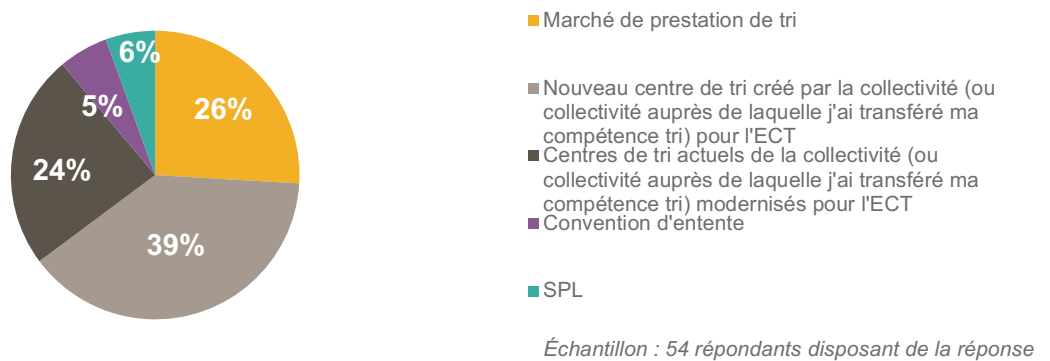 6%
5%
26%
24%
39%
Marché de prestation de tri
Nouveau centre de tri créé par la collectivité (ou
collectivité auprès de laquelle j'ai transféré ma
compétence tri) pour l'ECT
Centres de tri actuels de la collectivité (ou
collectivité auprès de laquelle j'ai transféré ma
compétence tri) modernisés pour l'ECT
Convention d'entente
SPL
Échantillon : 54 répondants disposant de la réponse